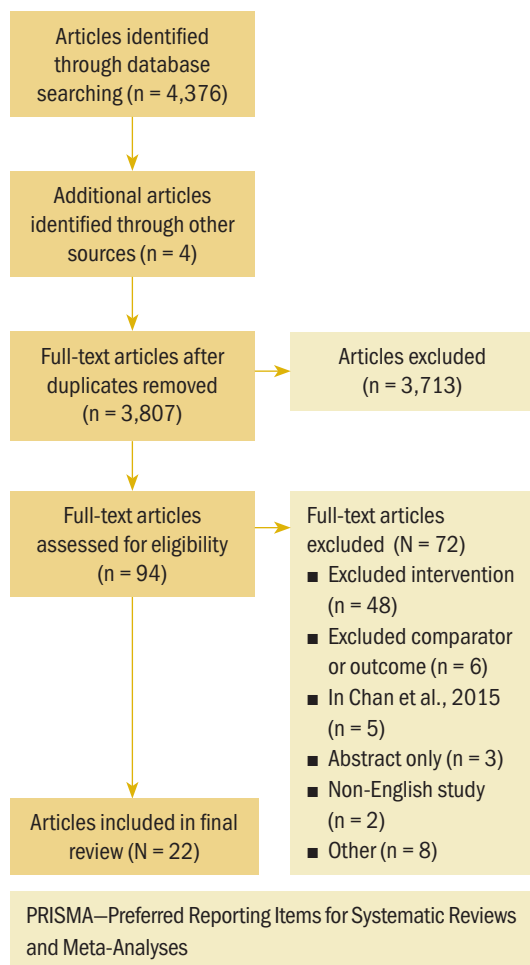 Articles identified
through database
searching (n = 4,376)
Additional articles
identified through other
sources (n = 4)
Full-text articles after
duplicates removed
(n = 3,807)
Articles excluded
(n = 3,713)
Full-text articles
assessed for eligibility
(n = 94)
Full-text articles
excluded (N = 72)
■ Excluded intervention
(n = 48)
■ Excluded comparator
or outcome (n = 6)
■ In Chan et al., 2015
(n = 5)
■ Abstract only (n = 3)
■ Non-English study
(n = 2)
■ Other (n = 8)
Articles included in final
review (N = 22)
PRISMA—Preferred Reporting Items for Systematic Reviews
and Meta-Analyses